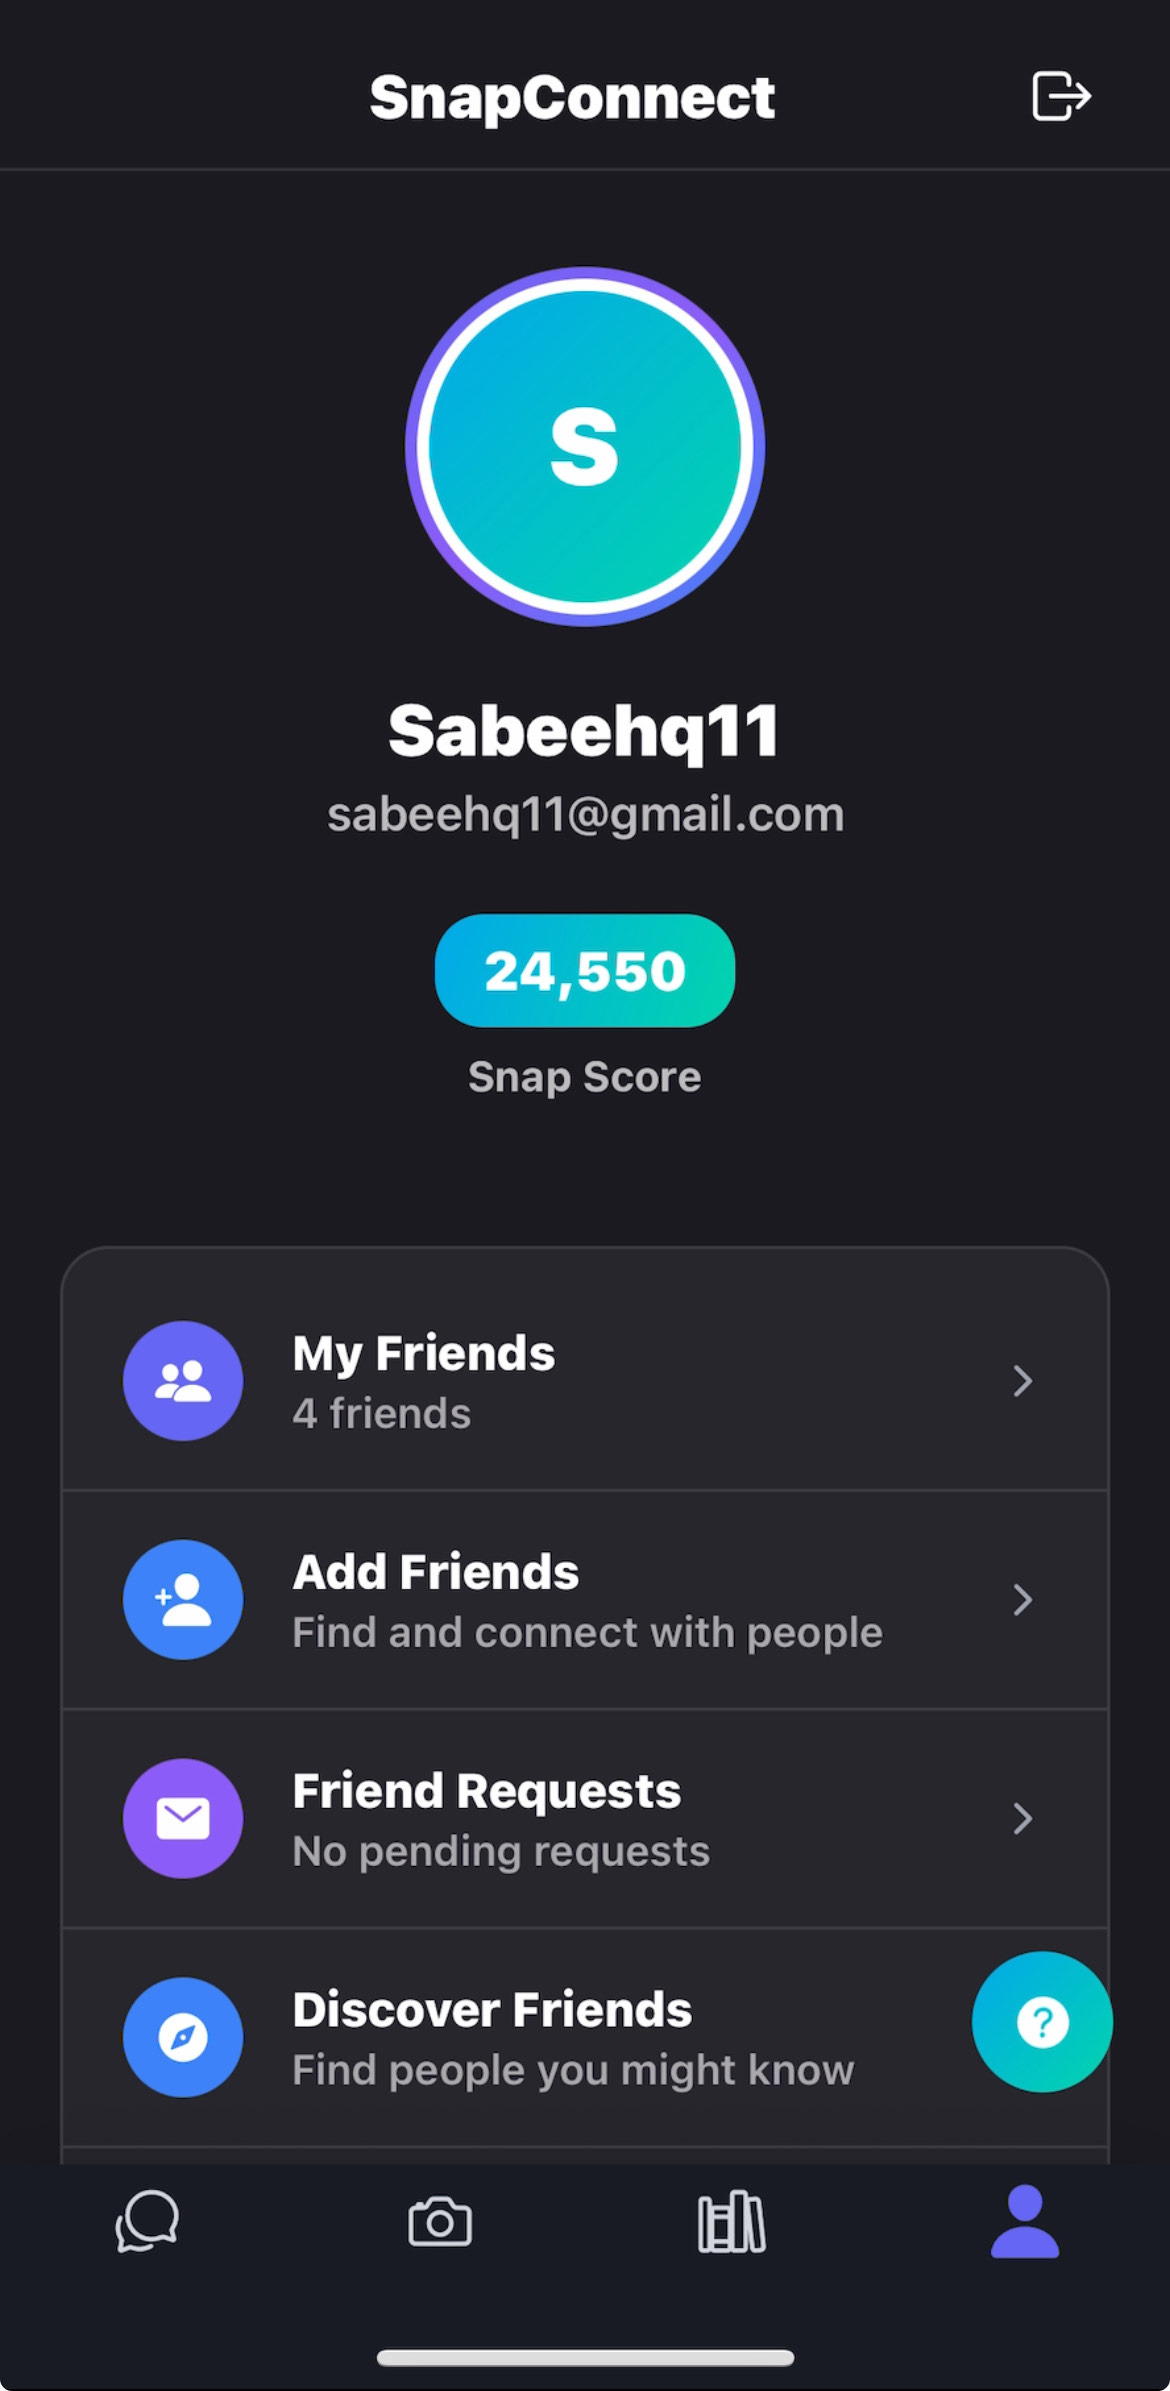 SnapConnect
S
Sabeehq11
sabeehq11@gmail.com
24,550
Snap Score
My Friends
4 friends
Add Friends
Find and connect with people
Friend Requests
No pending requests
Discover Friends
Find people you might know
?